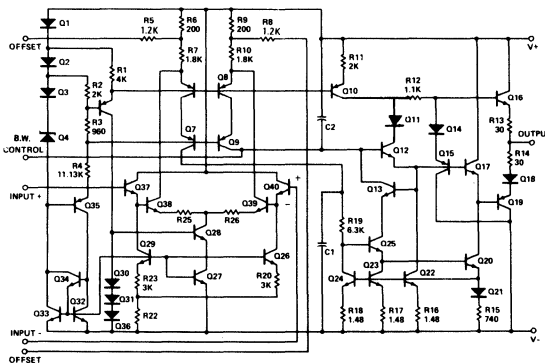 Q1
R5
1.2K
R6
200
R9
200
R8
1.2K
OFFSET
V+
Q2
R2
2K
R1
4K
R7
1.8K
R10
1.8K
R11
2K
Q3
Q5
Q8
Q10
R12
1.1K
Q16
R3
960
C2
Q11
Q14
R13
30
B.W.
CONTROL
Q4
Q7
Q9
Q12
Q15
OUTPUT
R14
30
R4
11.13K
Q17
Q18
INPUT +
Q37
Q40
+
Q13
Q19
Q35
Q38
Q39
-
R25
R26
R19
6.3K
Q28
Q25
Q29
Q26
C1
Q23
Q20
Q34
Q30
R23
3K
Q27
R20
3K
Q24
Q22
Q31
Q21
Q33
Q32
Q36
R22
R18
1.48
R17
1.48
R16
1.48
R15
740
INPUT -
V-
OFFSET